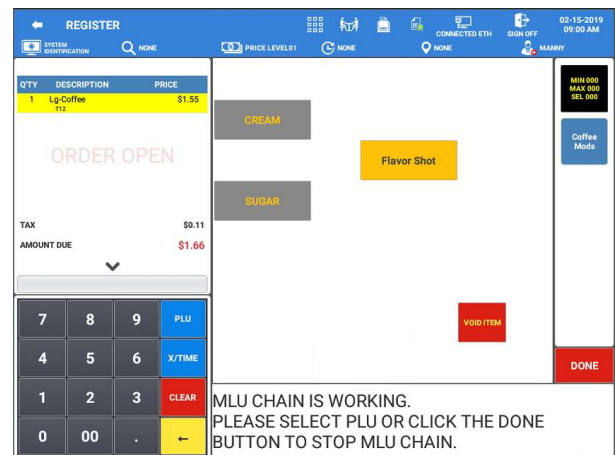 REGISTER
CONNECTED ETH
SIGN OFF
02-15-2019
09:00 AM
SYSTEM
IDENTIFICATION
NONE
PRICE LEVEL01
NONE
NONE
MANNY
Q'TY DESCRIPTION PRICE
1 Lg-Coffee $1.55
T12
ORDER OPEN
TAX $0.11
AMOUNT DUE $1.66
CREAM
Flavor Shot
SUGAR
VOID ITEM
MIN 000
MAX 000
SEL 000
Coffee
Mods
DONE
7 8 9 PLU
4 5 6 X/TIME
1 2 3 CLEAR
0 00 . ←
MLU CHAIN IS WORKING.
PLEASE SELECT PLU OR CLICK THE DONE
BUTTON TO STOP MLU CHAIN.